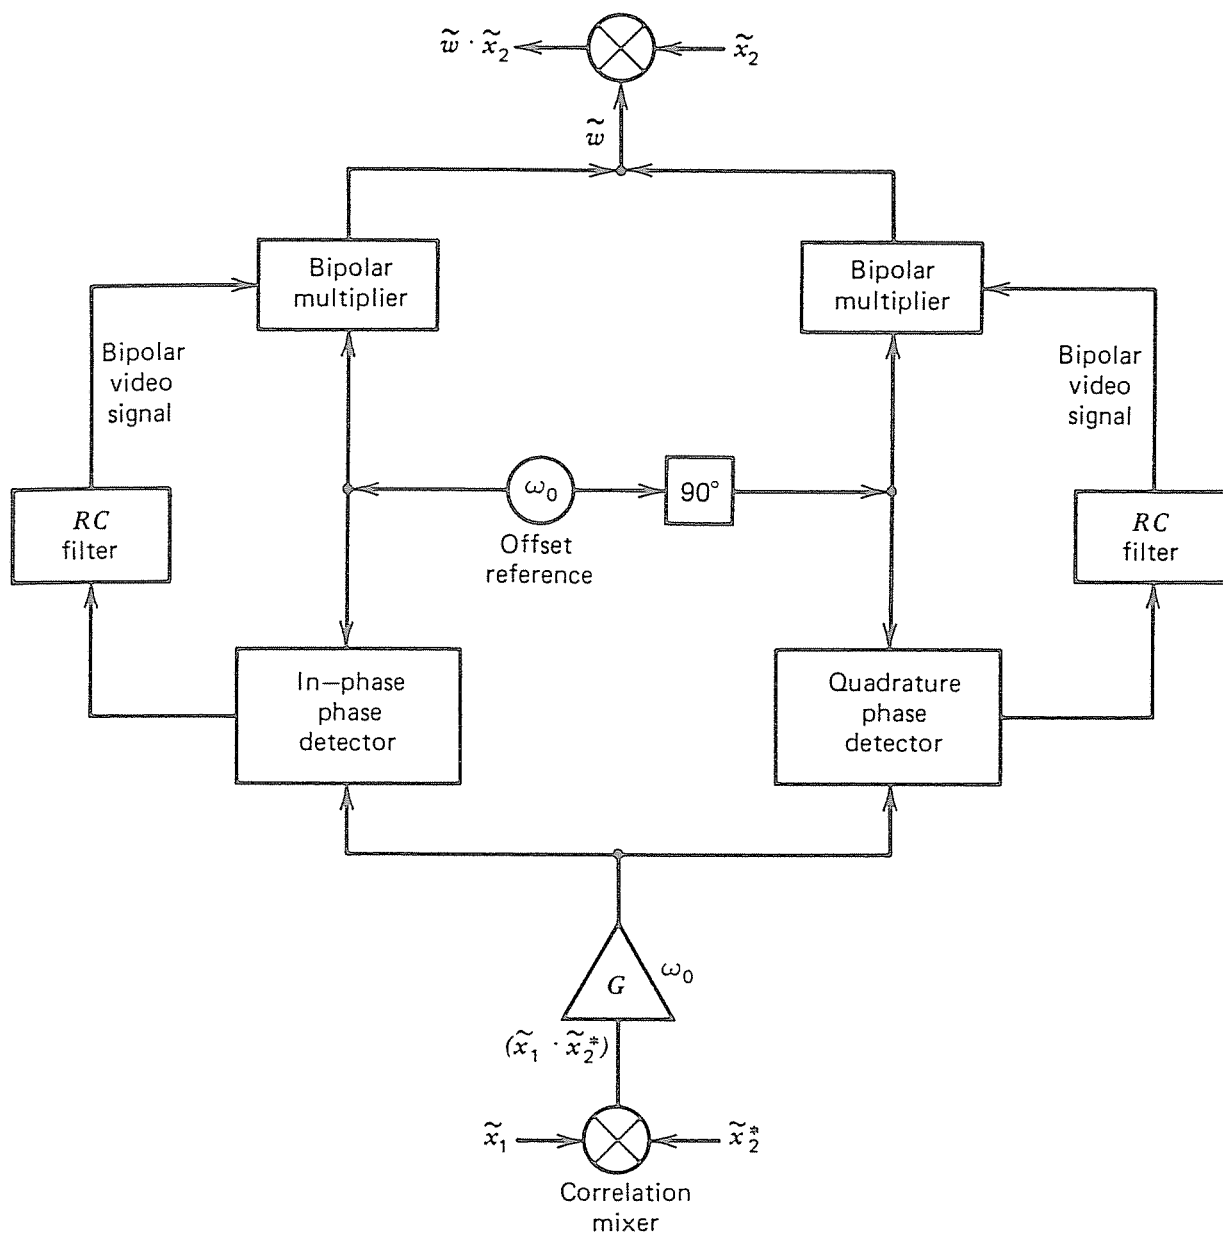 w̃ · x̃₂
x̃₂
w̃
Bipolar
multiplier
Bipolar
multiplier
Bipolar
video
signal
Bipolar
video
signal
RC
filter
ω₀
90°
RC
filter
Offset
reference
In–phase
phase
detector
Quadrature
phase
detector
G
ω₀
(x̃₁ · x̃₂*)
x̃₁
x̃₂*
Correlation
mixer